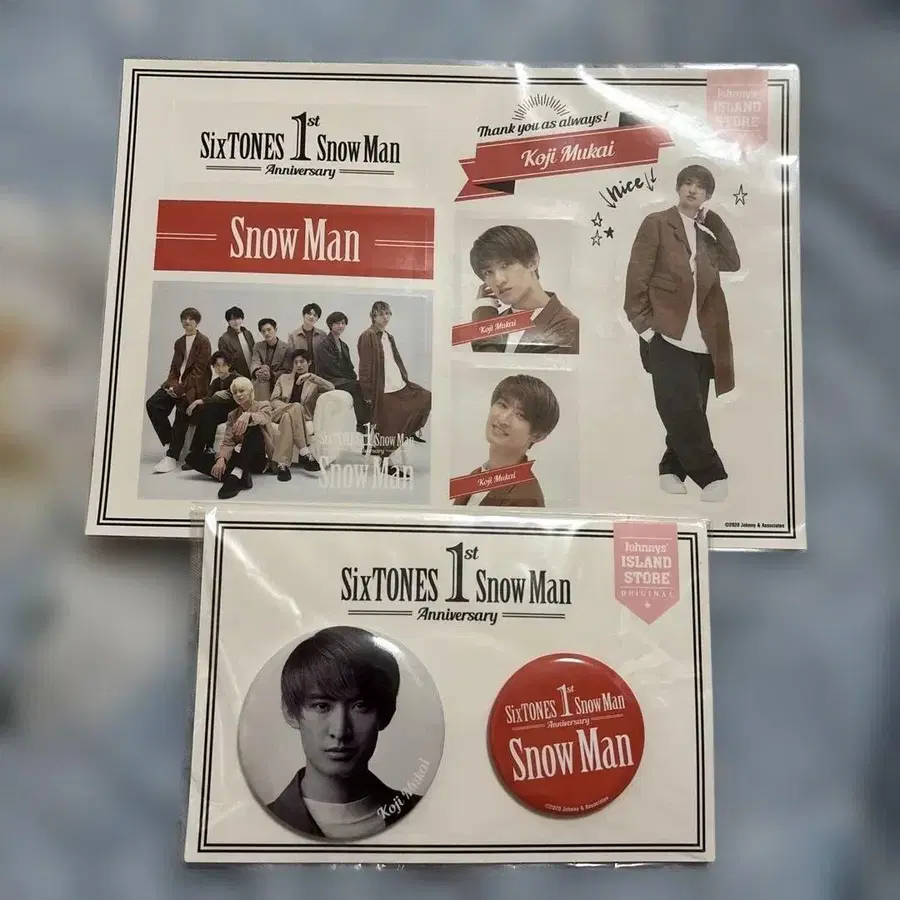 SixTONES 1st Snow Man
Anniversary
Snow Man
SixTONES 1st Snow Man
Anniversary
Snow Man
Thank you as always!
Koji Mukai
nice
Koji Mukai
Koji Mukai
Johnnys'
ISLAND
STORE
©2020 Johnny & Associates
SixTONES 1st Snow Man
Anniversary
Johnnys'
ISLAND
STORE
ORIGINAL
Koji Mukai
SixTONES 1st Snow Man
Anniversary
Snow Man
©2020 Johnny & Associates